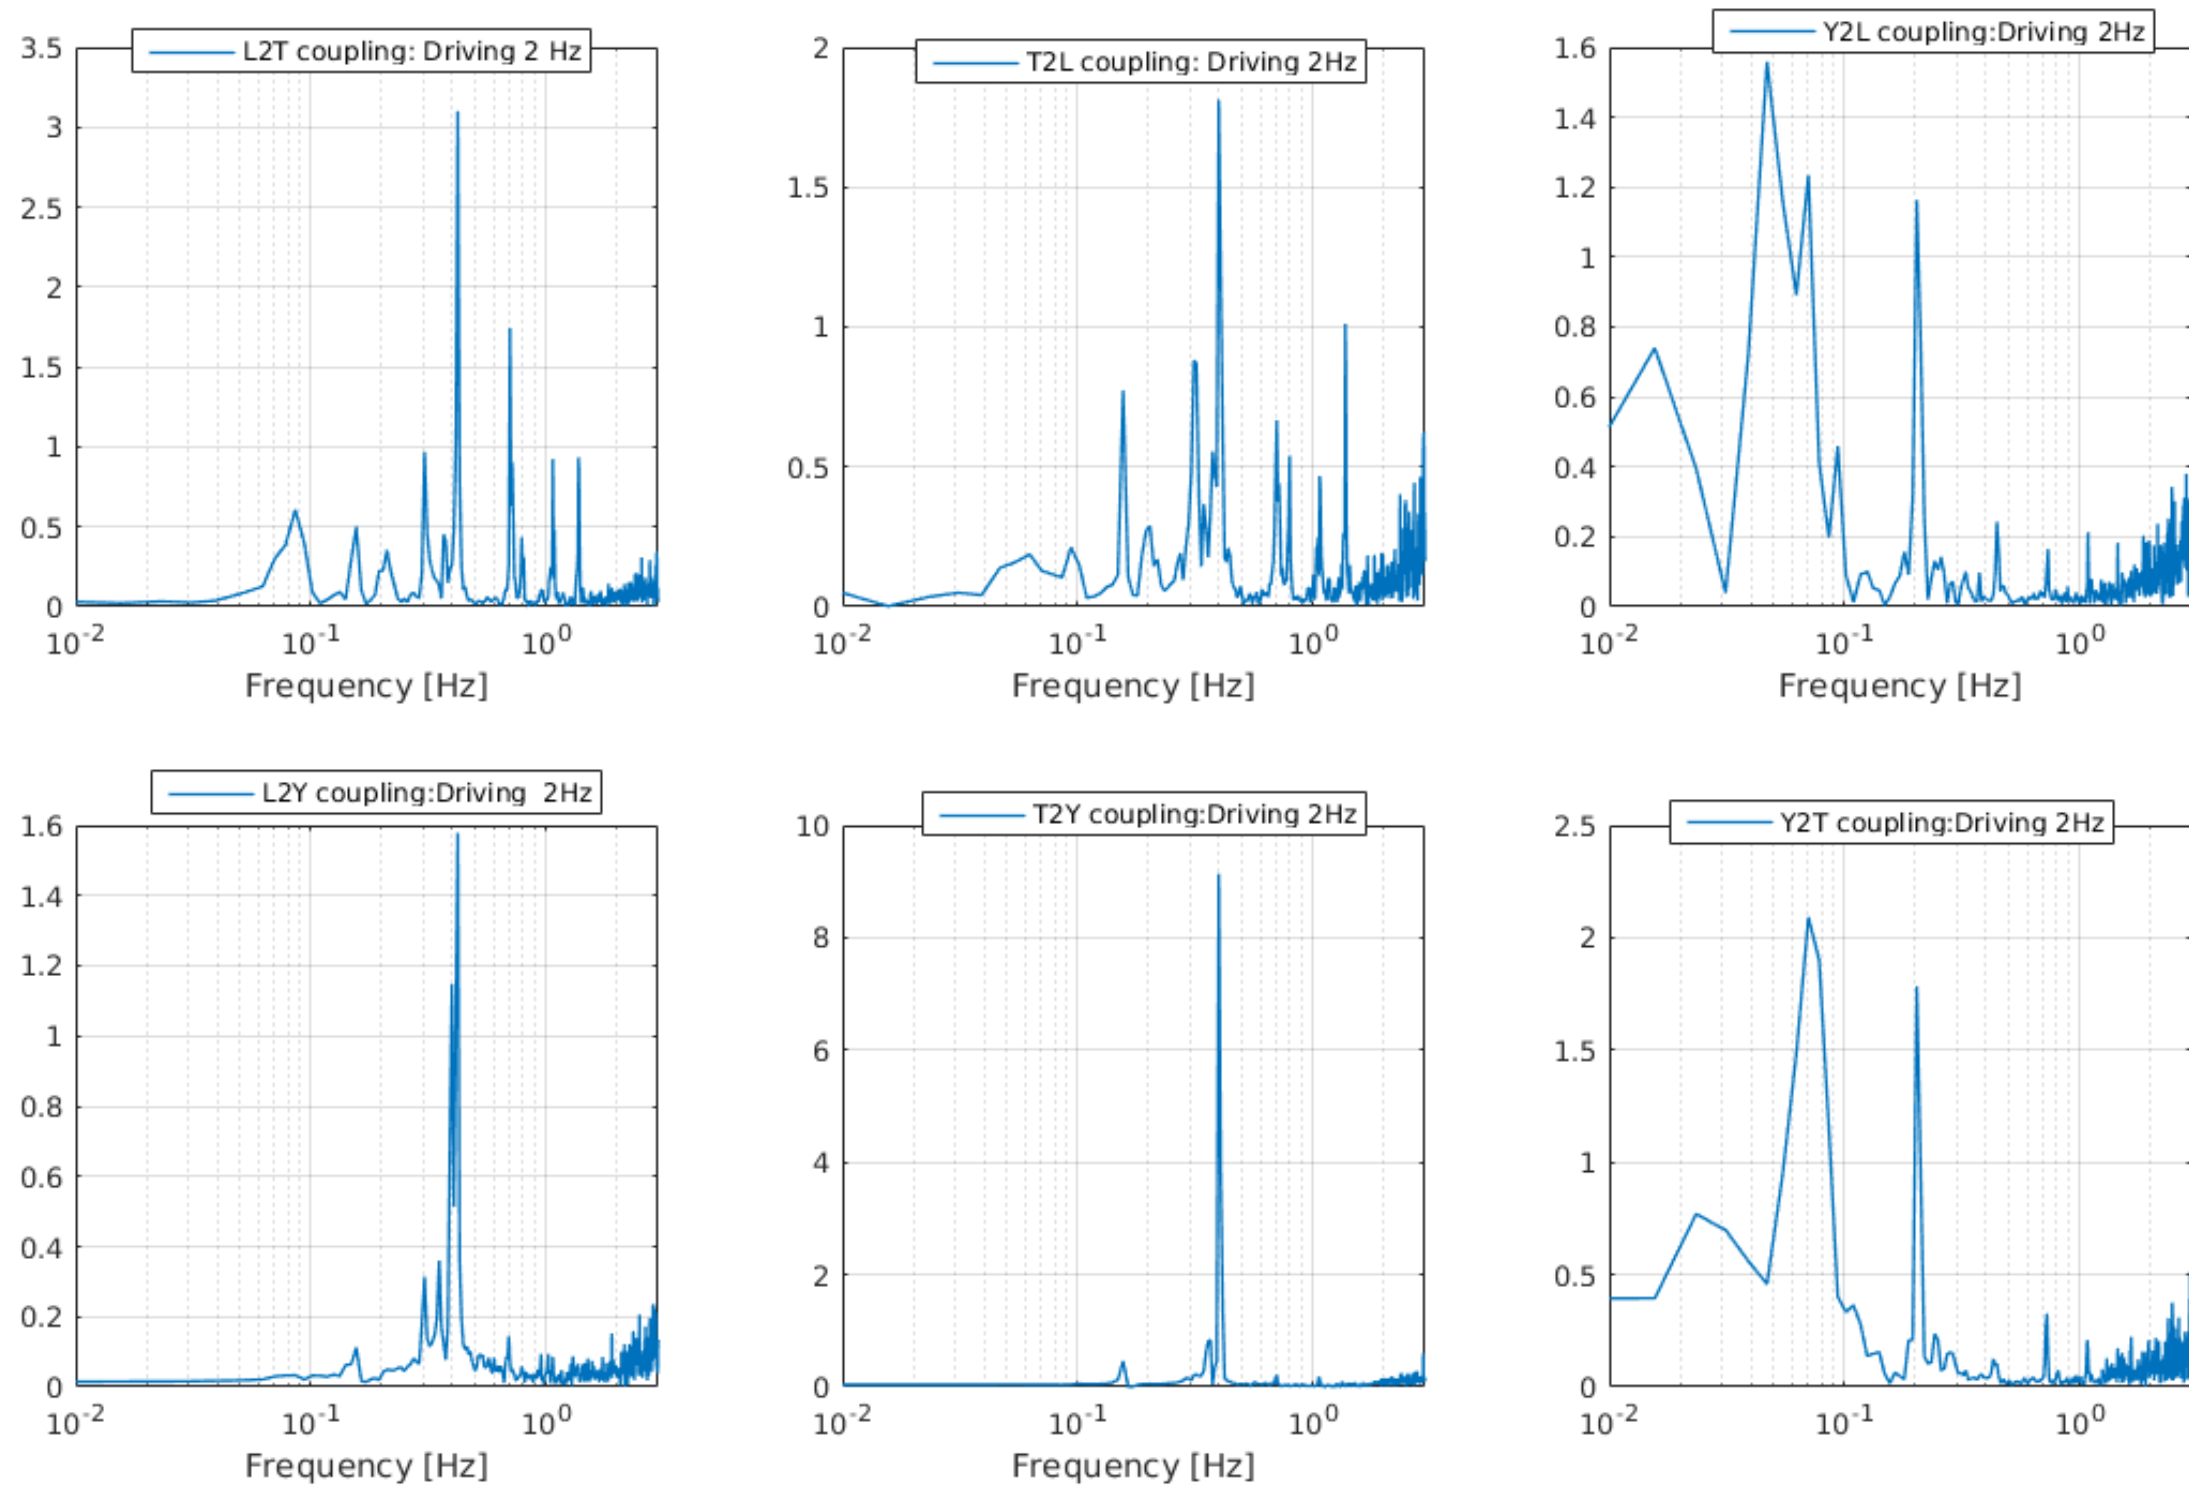 L2T coupling: Driving 2 Hz
3.5
3
2.5
2
1.5
1
0.5
0
10-2 10-1 100
Frequency [Hz]
T2L coupling: Driving 2Hz
2
1.5
1
0.5
0
10-2 10-1 100
Frequency [Hz]
Y2L coupling:Driving 2Hz
1.6
1.4
1.2
1
0.8
0.6
0.4
0.2
0
10-2 10-1 100
Frequency [Hz]
L2Y coupling:Driving  2Hz
1.6
1.4
1.2
1
0.8
0.6
0.4
0.2
0
10-2 10-1 100
Frequency [Hz]
T2Y coupling:Driving 2Hz
10
8
6
4
2
0
10-2 10-1 100
Frequency [Hz]
Y2T coupling:Driving 2Hz
2.5
2
1.5
1
0.5
0
10-2 10-1 100
Frequency [Hz]